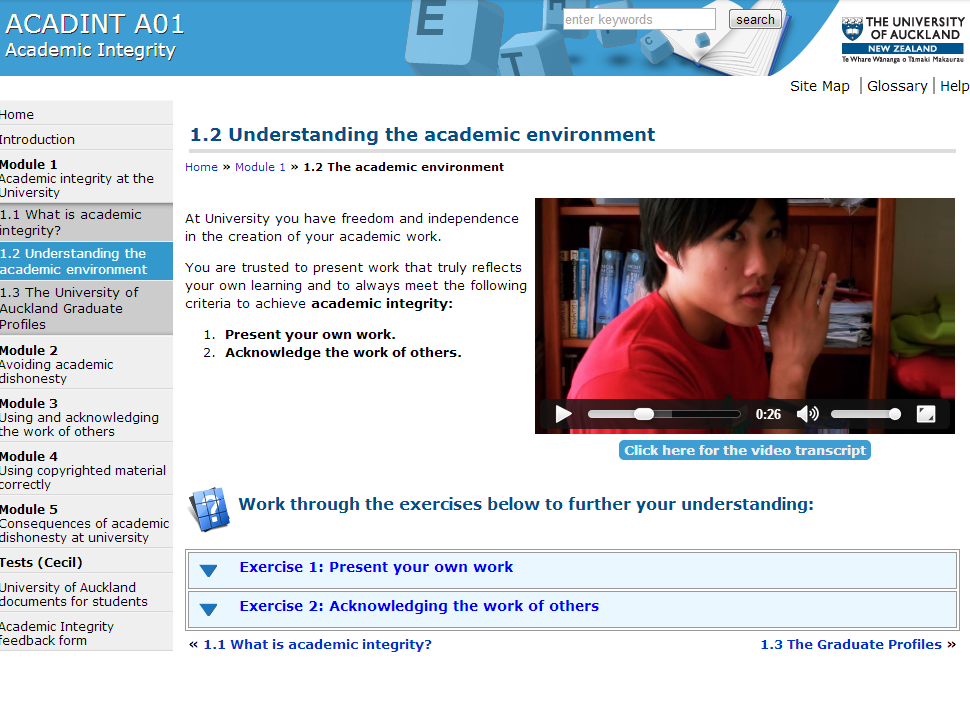 ACADINT A01
Academic Integrity
E
T
C
enter keywords
search
THE UNIVERSITY
OF AUCKLAND
NEW ZEALAND
Te Whare Wānanga o Tāmaki Makaurau
Site Map | Glossary | Help
Home
Introduction
Module 1
Academic integrity at the
University
1.1 What is academic
integrity?
1.2 Understanding the
academic environment
1.3 The University of
Auckland Graduate
Profiles
Module 2
Avoiding academic
dishonesty
Module 3
Using and acknowledging
the work of others
Module 4
Using copyrighted material
correctly
Module 5
Consequences of academic
dishonesty at university
Tests (Cecil)
University of Auckland
documents for students
Academic Integrity
feedback form
1.2 Understanding the academic environment
Home » Module 1 » 1.2 The academic environment
At University you have freedom and independence
in the creation of your academic work.
You are trusted to present work that truly reflects
your own learning and to always meet the following
criteria to achieve academic integrity:
1. Present your own work.
2. Acknowledge the work of others.
0:26
Click here for the video transcript
?
Work through the exercises below to further your understanding:
Exercise 1: Present your own work
Exercise 2: Acknowledging the work of others
« 1.1 What is academic integrity?
1.3 The Graduate Profiles »